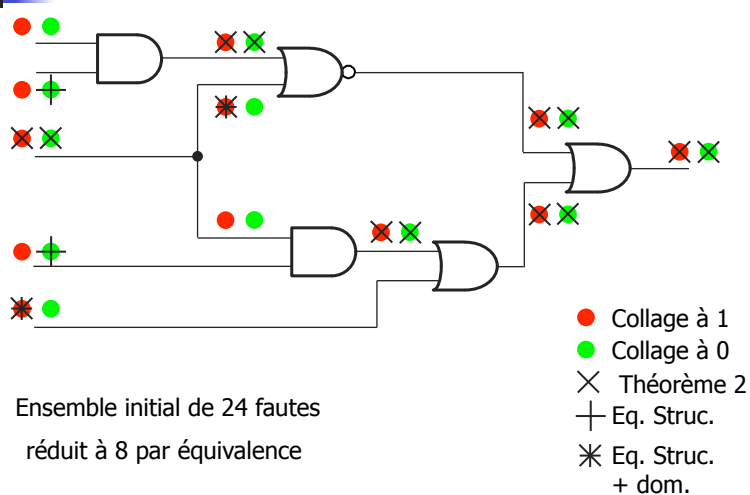 Collage à 1
Collage à 0
Théorème 2
Eq. Struc.
Eq. Struc.
+ dom.
Ensemble initial de 24 fautes
réduit à 8 par équivalence